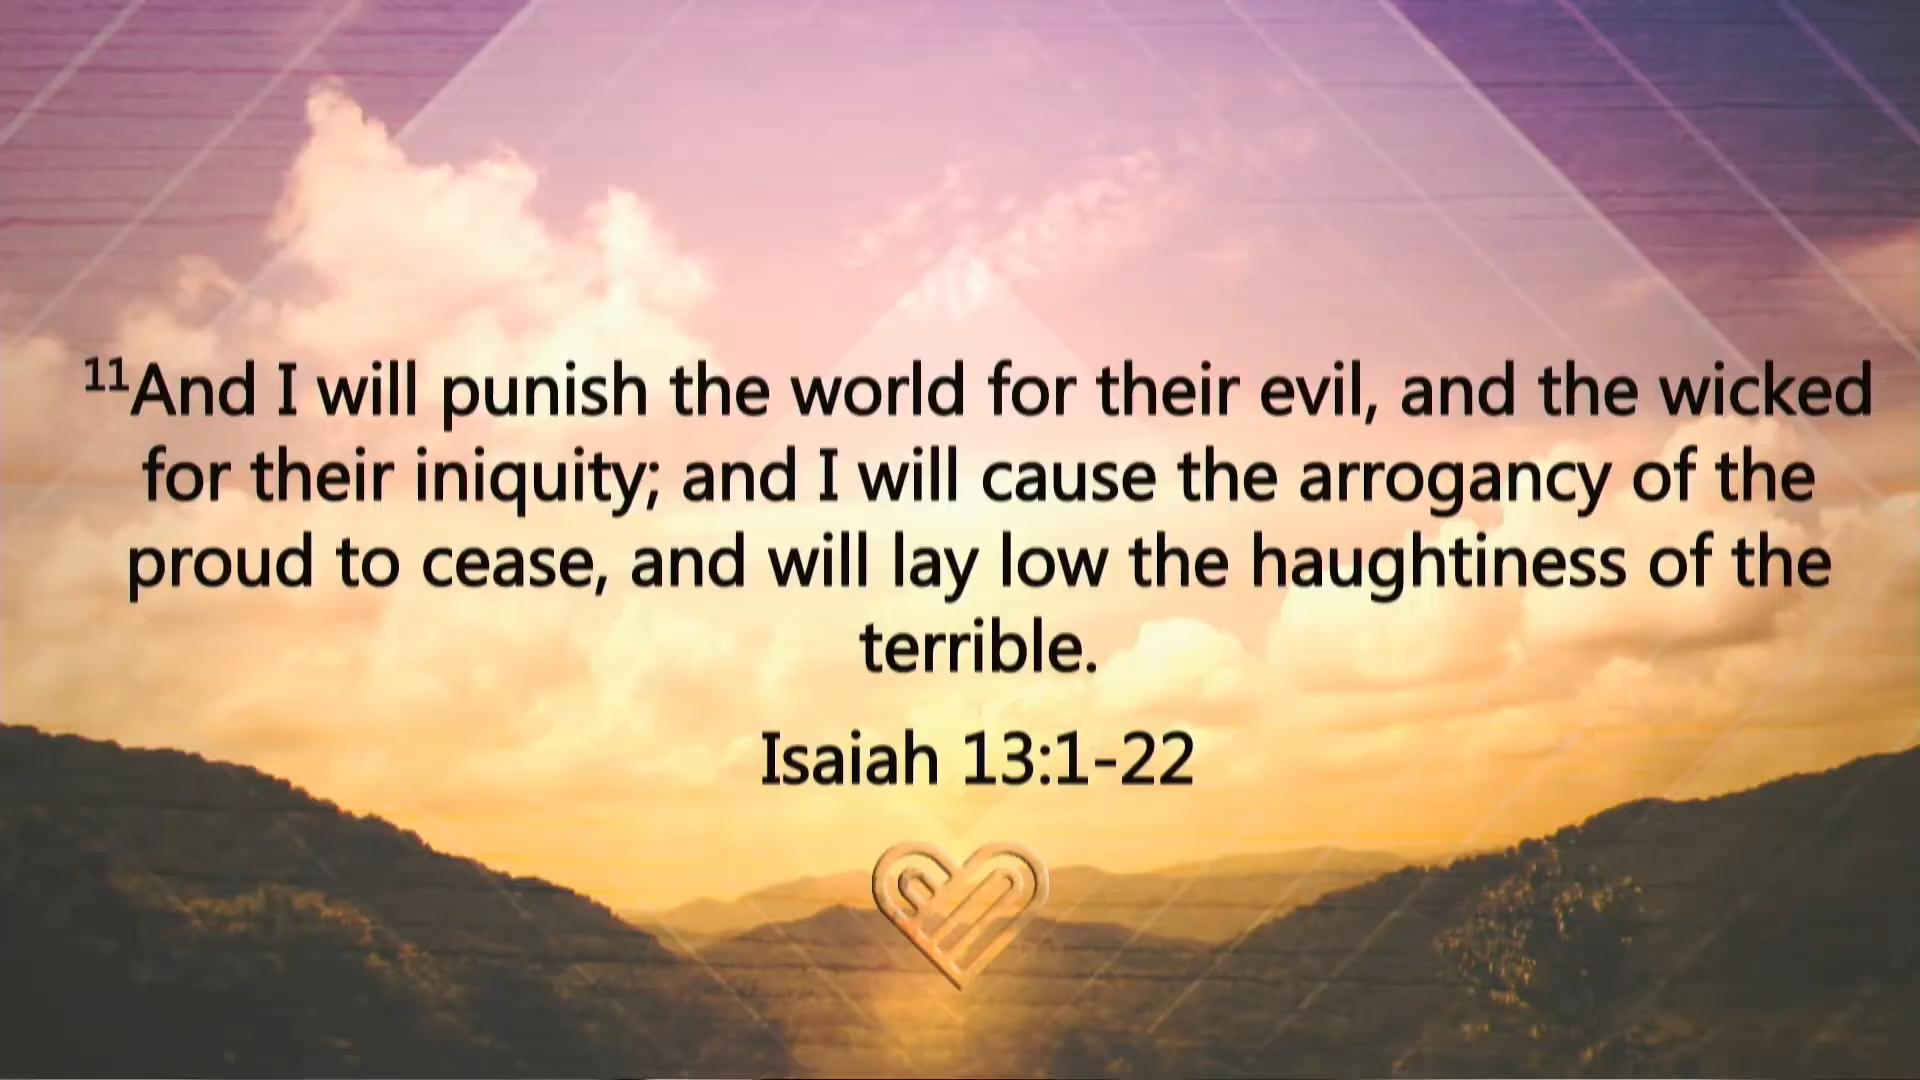 ¹¹And I will punish the world for their evil, and the wicked
for their iniquity; and I will cause the arrogancy of the
proud to cease, and will lay low the haughtiness of the
terrible.
Isaiah 13:1-22